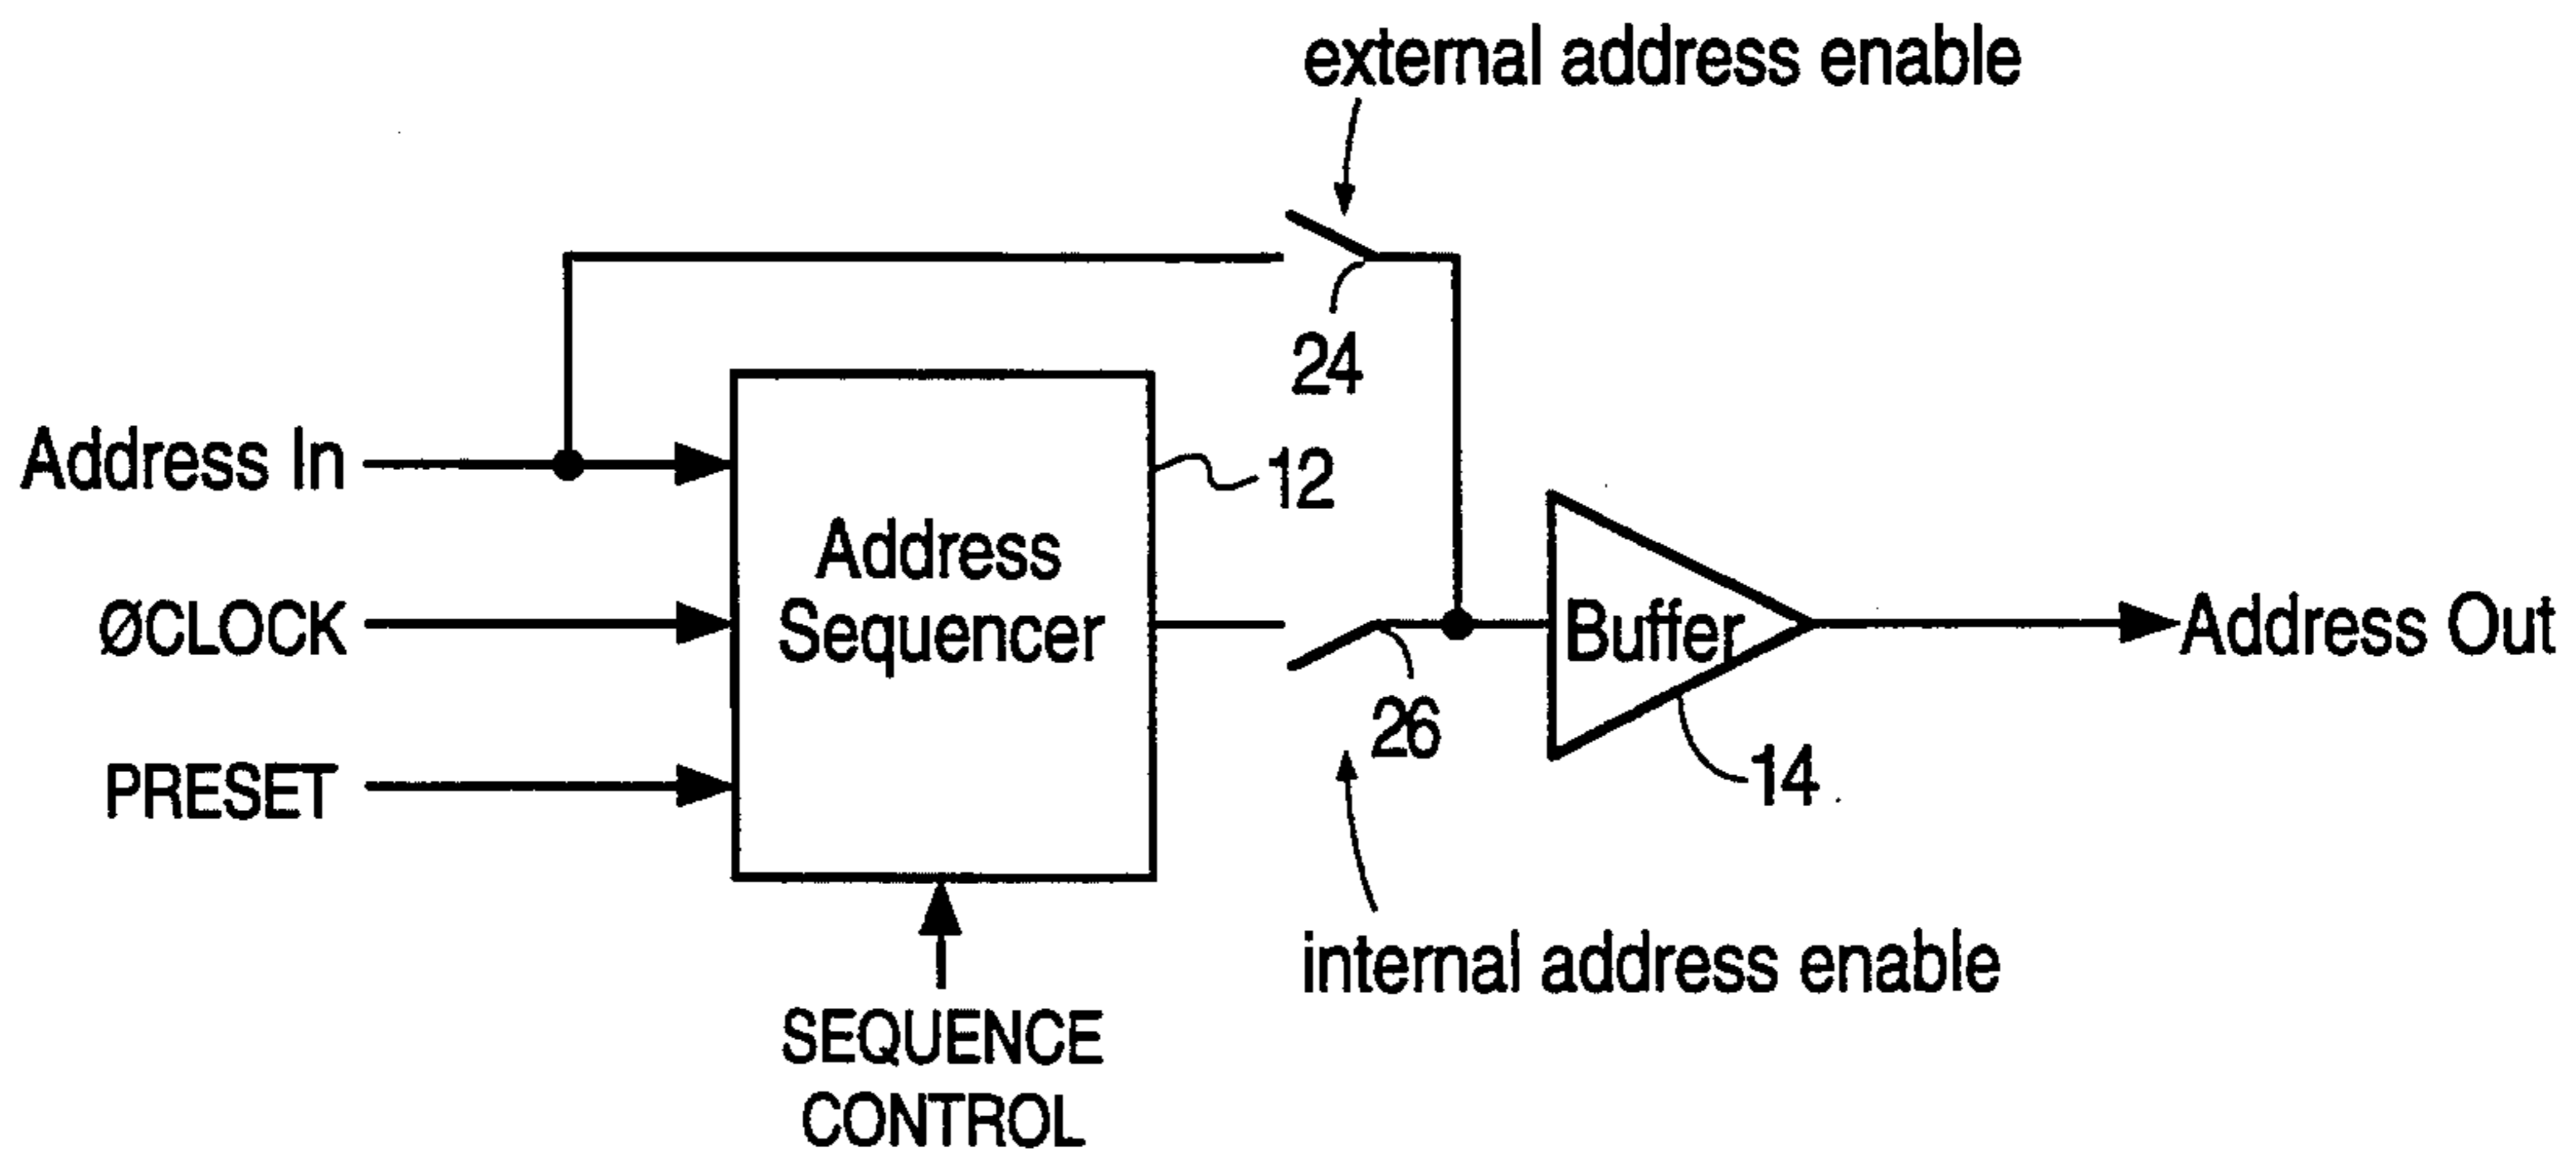 external address enable
24
Address In
12
Address
Sequencer
ØCLOCK
Buffer
Address Out
26
PRESET
14
internal address enable
SEQUENCE
CONTROL